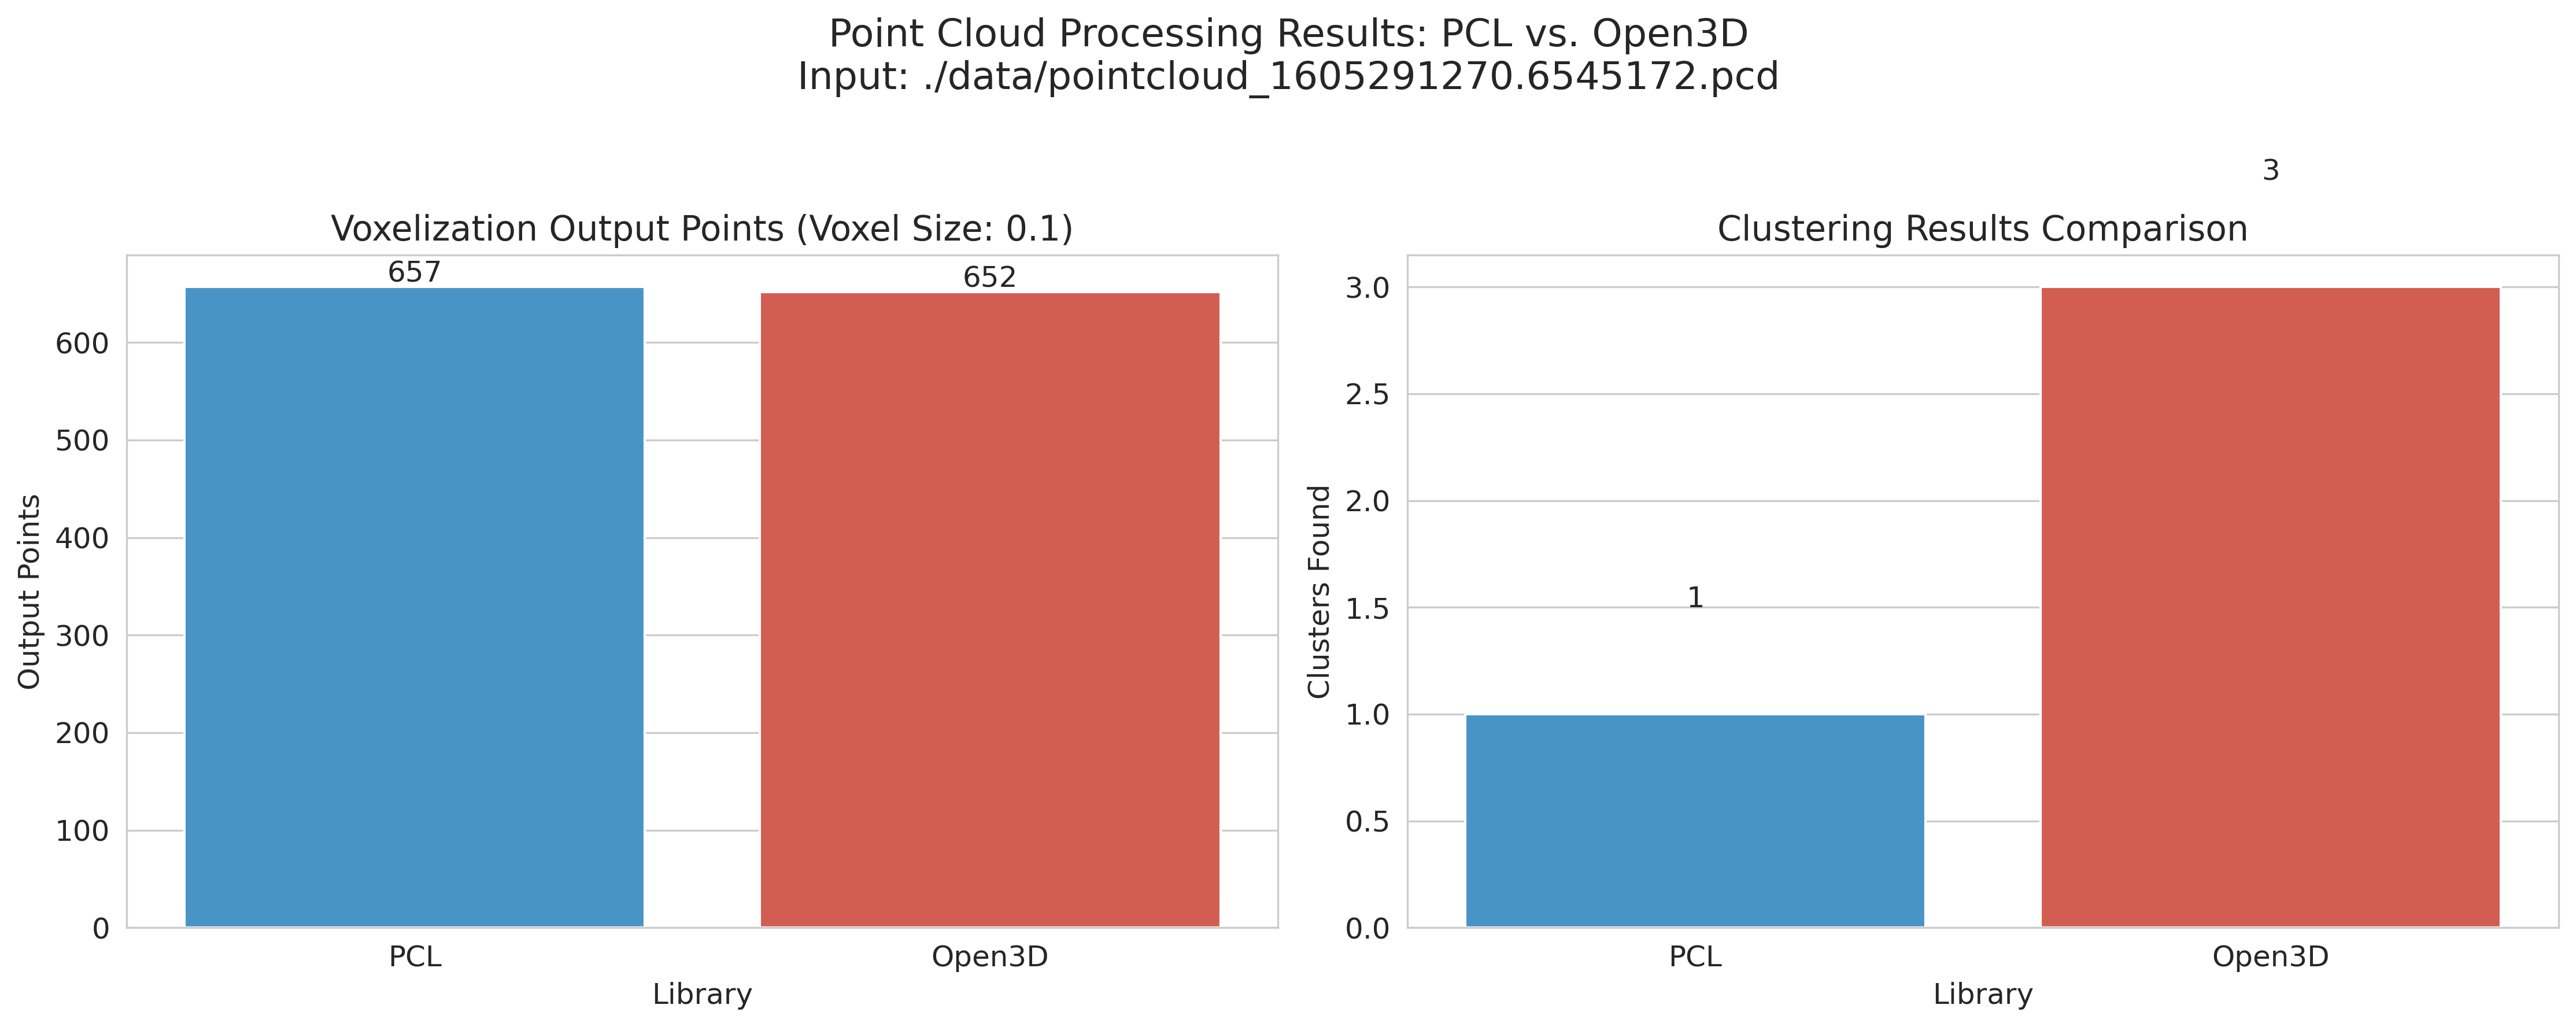 Point Cloud Processing Results: PCL vs. Open3D
Input: ./data/pointcloud_1605291270.6545172.pcd
Voxelization Output Points (Voxel Size: 0.1)
657
652
600
500
400
300
200
100
0
Output Points
PCL
Open3D
Library
3
Clustering Results Comparison
3.0
2.5
2.0
1.5
1.0
0.5
0.0
1
Clusters Found
PCL
Open3D
Library